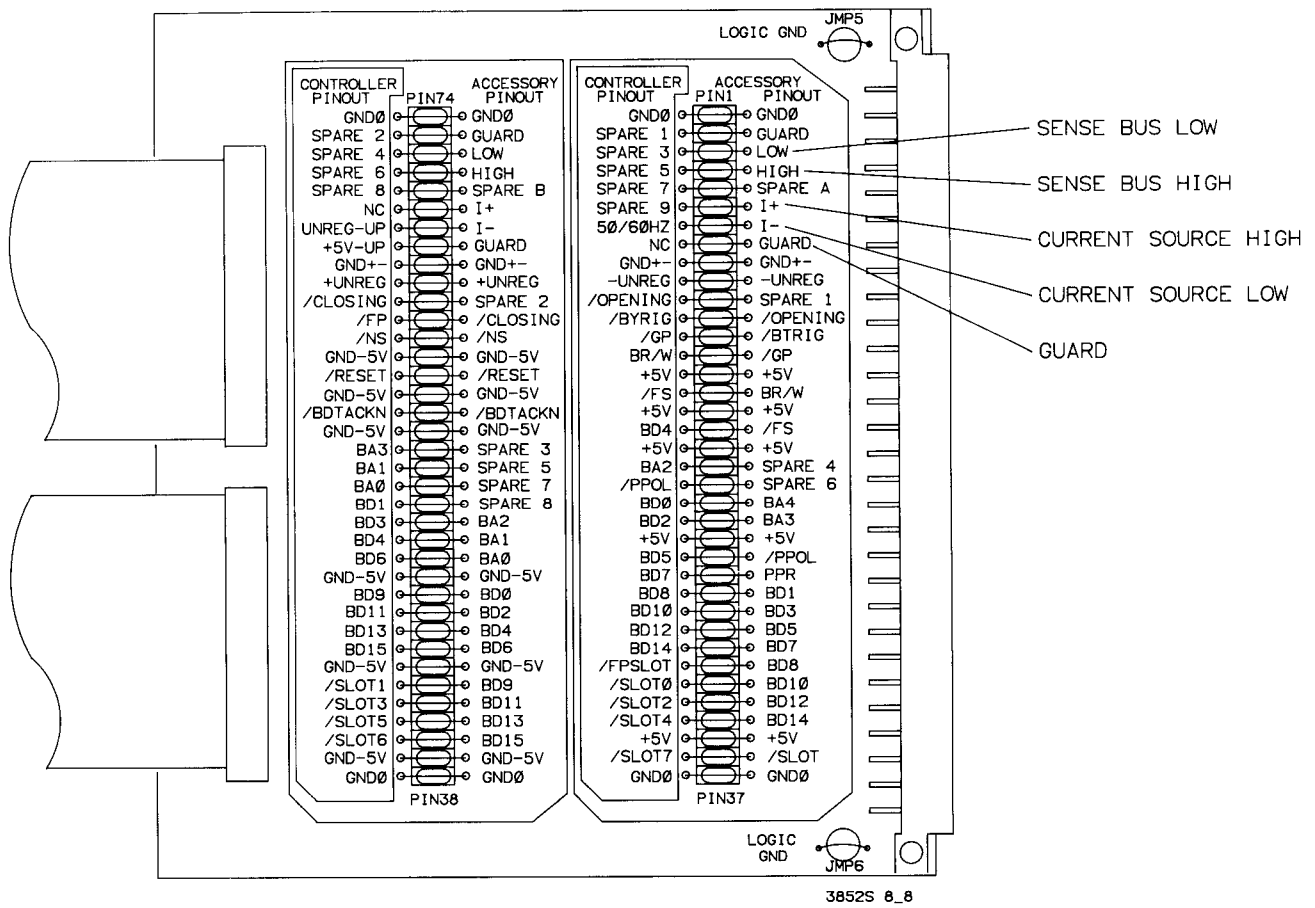 JMP5
LOGIC GND
CONTROLLER PINOUT PIN74 ACCESSORY PINOUT
GNDØ GNDØ
SPARE 2 GUARD
SPARE 4 LOW
SPARE 6 HIGH
SPARE 8 SPARE B
NC I+
UNREG-UP I-
+5V-UP GUARD
GND+- GND+-
+UNREG +UNREG
/CLOSING SPARE 2
/FP /CLOSING
/NS /NS
GND-5V GND-5V
/RESET /RESET
GND-5V GND-5V
/BDTACKN /BDTACKN
GND-5V GND-5V
BA3 SPARE 3
BA1 SPARE 5
BAØ SPARE 7
BD1 SPARE 8
BD3 BA2
BD4 BA1
BD6 BAØ
GND-5V GND-5V
BD9 BDØ
BD11 BD2
BD13 BD4
BD15 BD6
GND-5V GND-5V
/SLOT1 BD9
/SLOT3 BD11
/SLOT5 BD13
/SLOT6 BD15
GND-5V GND-5V
GNDØ GNDØ
PIN38
CONTROLLER PINOUT PIN1 ACCESSORY PINOUT
GNDØ GNDØ
SPARE 1 GUARD
SPARE 3 LOW
SPARE 5 HIGH
SPARE 7 SPARE A
SPARE 9 I+
5Ø/6ØHZ I-
NC GUARD
GND+- GND+-
-UNREG -UNREG
/OPENING SPARE 1
/BYRIG /OPENING
/GP /BTRIG
BR/W /GP
+5V +5V
/FS BR/W
+5V +5V
BD4 /FS
+5V +5V
BA2 SPARE 4
/PPOL SPARE 6
BDØ BA4
BD2 BA3
+5V +5V
BD5 /PPOL
BD7 PPR
BD8 BD1
BD1Ø BD3
BD12 BD5
BD14 BD7
/FPSLOT BD8
/SLOTØ BD1Ø
/SLOT2 BD12
/SLOT4 BD14
+5V +5V
/SLOT7 /SLOT
GNDØ GNDØ
PIN37
SENSE BUS LOW
SENSE BUS HIGH
CURRENT SOURCE HIGH
CURRENT SOURCE LOW
GUARD
LOGIC
GND
JMP6
3852S 8_8